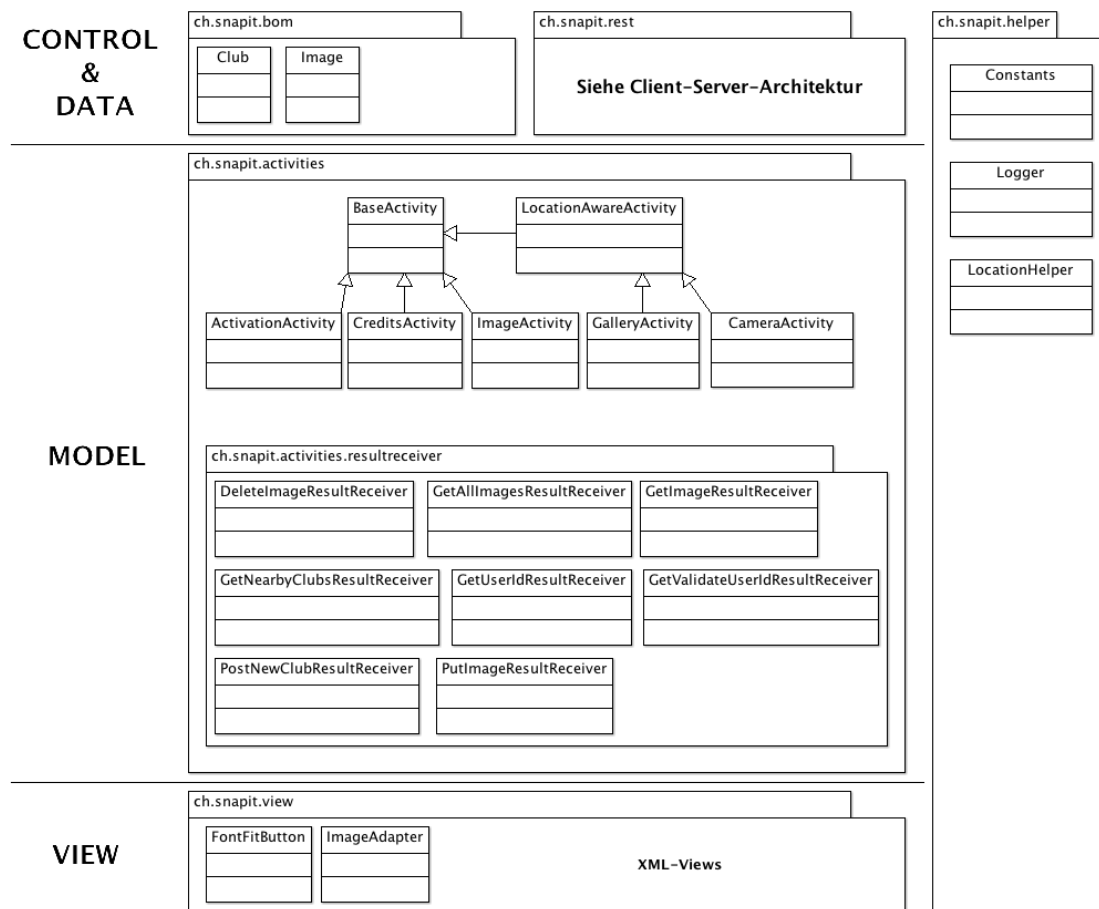 CONTROL
&
DATA
ch.snapit.bom
Club
Image
ch.snapit.rest
Siehe Client-Server-Architektur
ch.snapit.helper
Constants
Logger
LocationHelper
MODEL
ch.snapit.activities
BaseActivity
LocationAwareActivity
ActivationActivity
CreditsActivity
ImageActivity
GalleryActivity
CameraActivity
ch.snapit.activities.resultreceiver
DeleteImageResultReceiver
GetAllImagesResultReceiver
GetImageResultReceiver
GetNearbyClubsResultReceiver
GetUserIdResultReceiver
GetValidateUserIdResultReceiver
PostNewClubResultReceiver
PutImageResultReceiver
VIEW
ch.snapit.view
FontFitButton
ImageAdapter
XML-Views